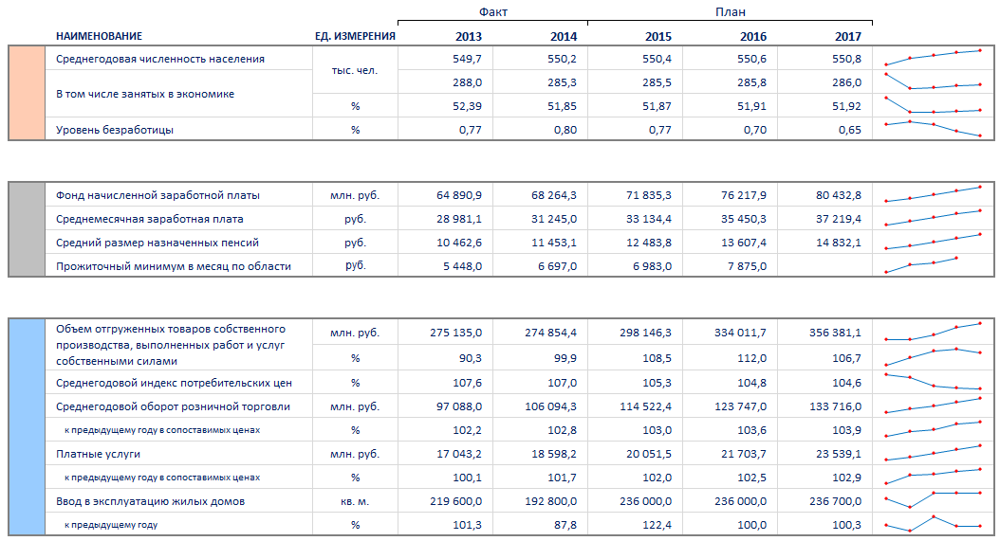 Факт План
НАИМЕНОВАНИЕ ЕД. ИЗМЕРЕНИЯ 2013 2014 2015 2016 2017
Среднегодовая численность населения тыс. чел. 549,7 550,2 550,4 550,6 550,8
В том числе занятых в экономике 288,0 285,3 285,5 285,8 286,0
% 52,39 51,85 51,87 51,91 51,92
Уровень безработицы % 0,77 0,80 0,77 0,70 0,65
Фонд начисленной заработной платы млн. руб. 64 890,9 68 264,3 71 835,3 76 217,9 80 432,8
Среднемесячная заработная плата руб. 28 981,1 31 245,0 33 134,4 35 450,3 37 219,4
Средний размер назначенных пенсий руб. 10 462,6 11 453,1 12 483,8 13 607,4 14 832,1
Прожиточный минимум в месяц по области руб. 5 448,0 6 697,0 6 983,0 7 875,0
Объем отгруженных товаров собственного млн. руб. 275 135,0 274 854,4 298 146,3 334 011,7 356 381,1
производства, выполненных работ и услуг
собственными силами % 90,3 99,9 108,5 112,0 106,7
Среднегодовой индекс потребительских цен % 107,6 107,0 105,3 104,8 104,6
Среднегодовой оборот розничной торговли млн. руб. 97 088,0 106 094,3 114 522,4 123 747,0 133 716,0
к предыдущему году в сопоставимых ценах % 102,2 102,8 103,0 103,6 103,9
Платные услуги млн. руб. 17 043,2 18 598,2 20 051,5 21 703,7 23 539,1
к предыдущему году в сопоставимых ценах % 100,1 101,7 102,0 102,5 102,9
Ввод в эксплуатацию жилых домов кв. м. 219 600,0 192 800,0 236 000,0 236 000,0 236 700,0
к предыдущему году % 101,3 87,8 122,4 100,0 100,3